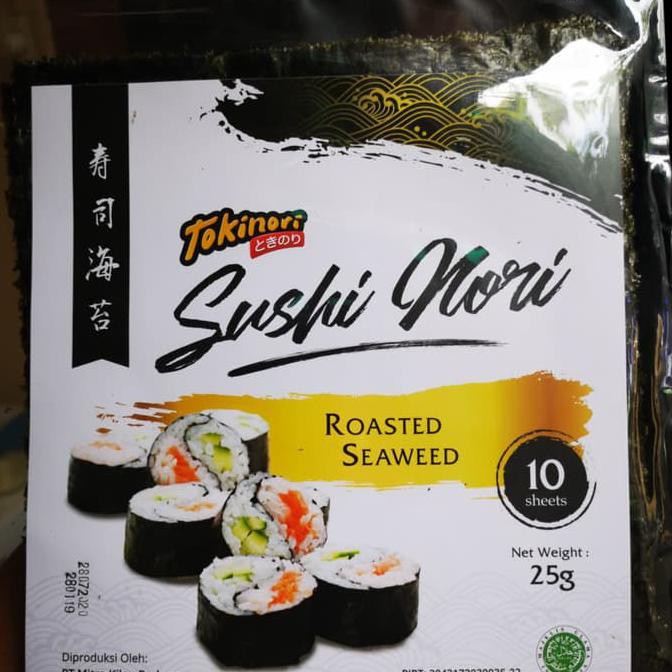 寿司海苔
Tokinori
ときのり
Sushi Nori
ROASTED
SEAWEED
10
sheets
Net Weight :
25g
28072020
280119
Diproduksi Oleh: